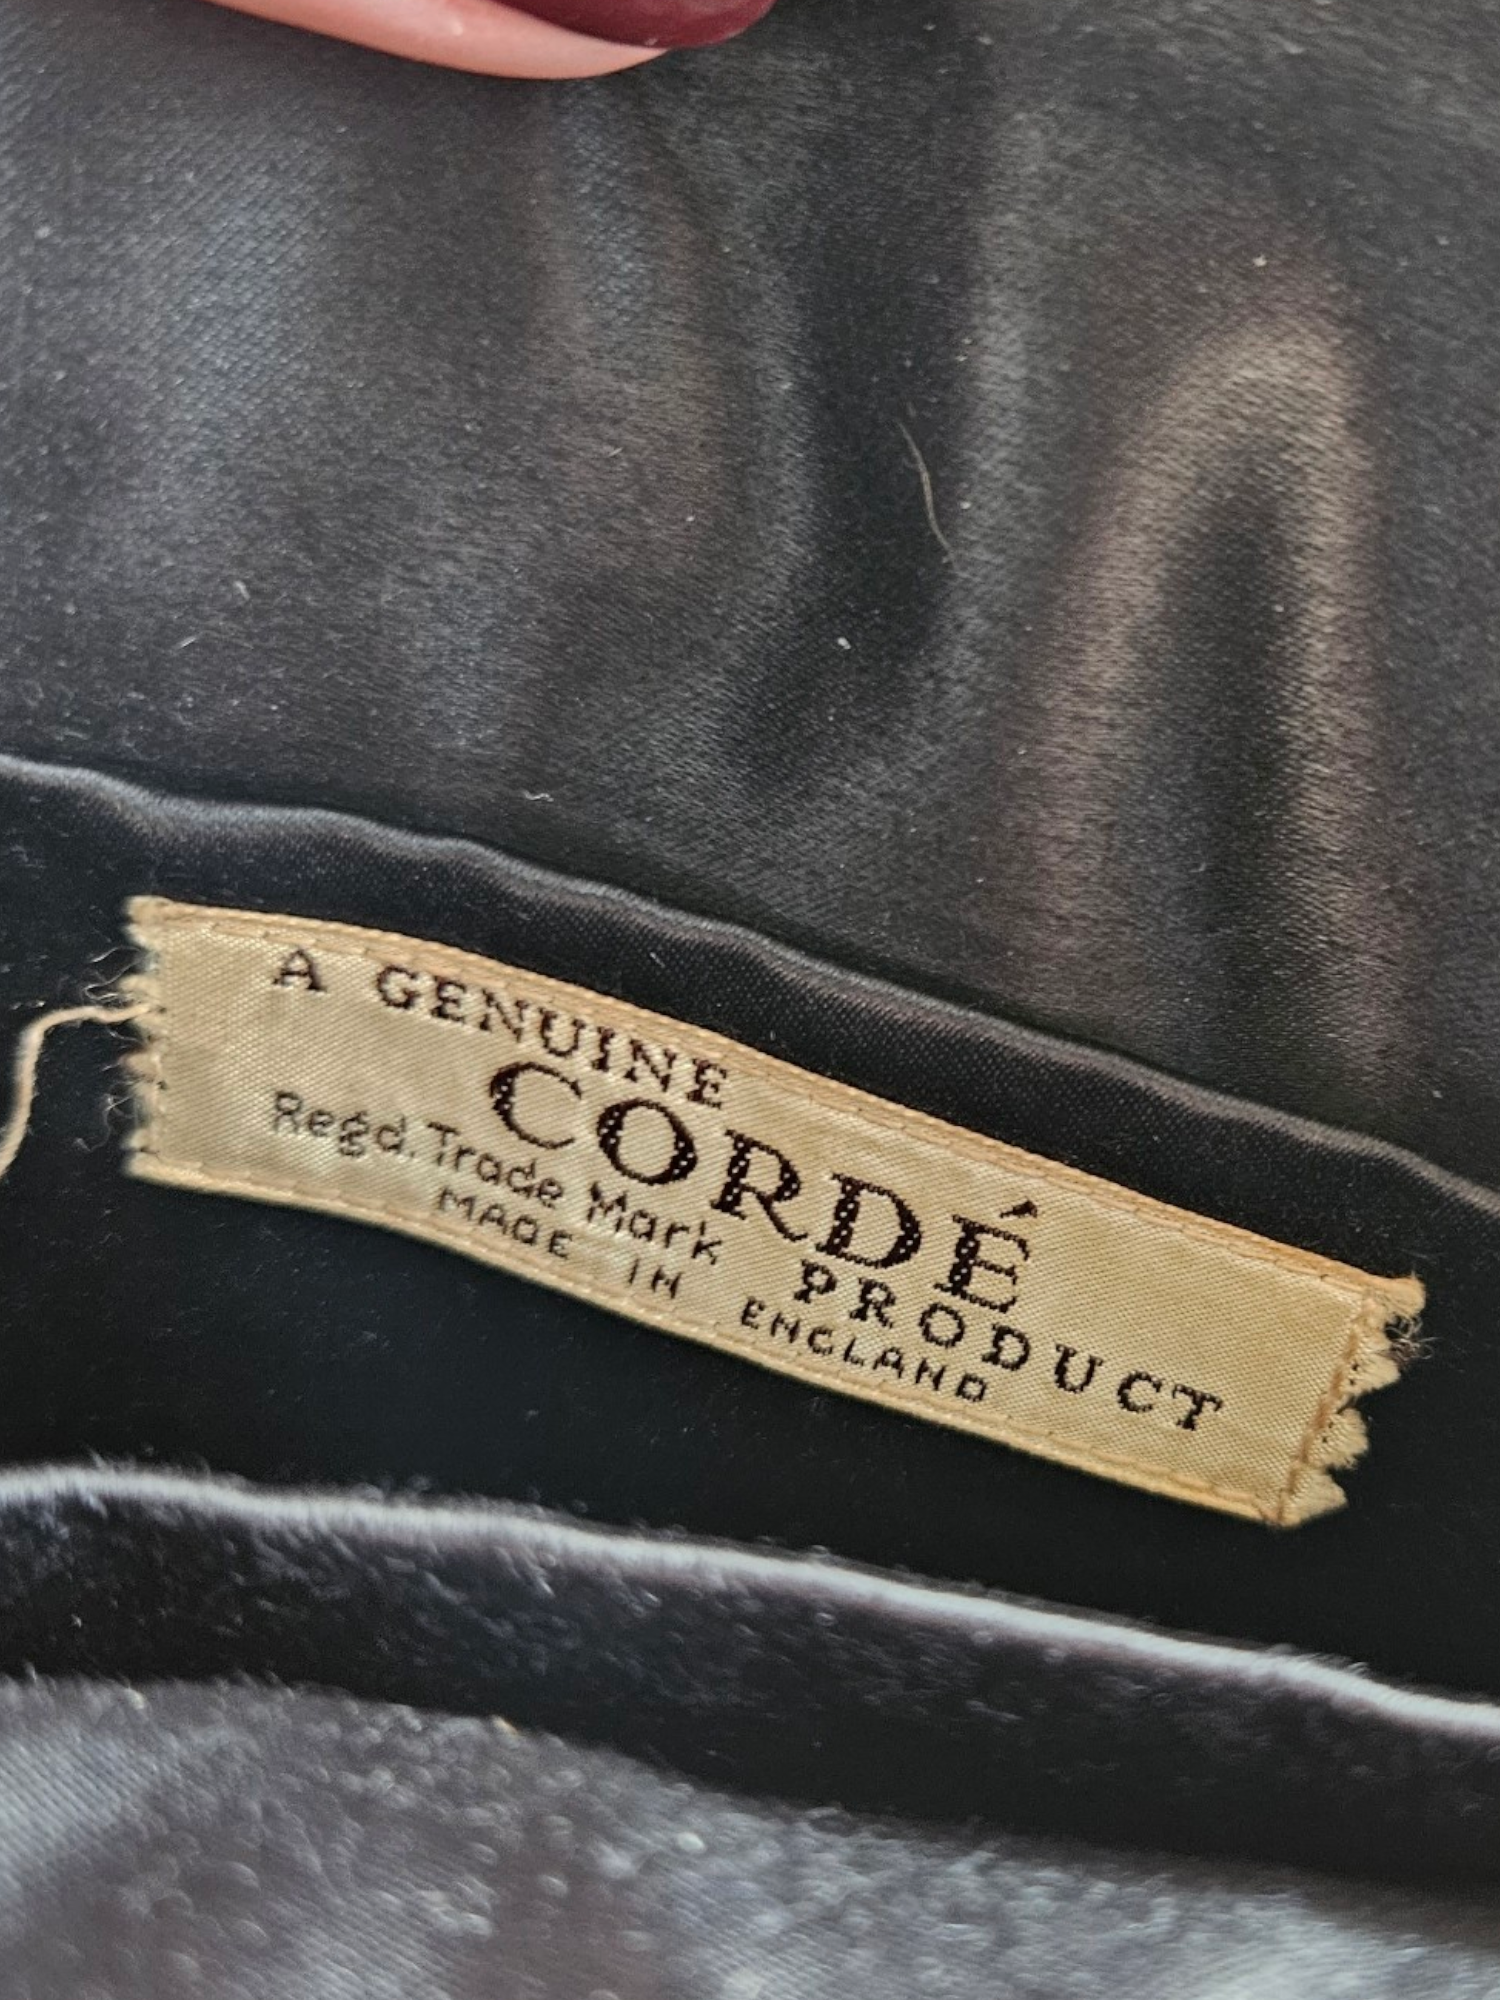 A GENUINE
CORDÉ
Regd. Trade Mark PRODUCT
MADE IN ENGLAND